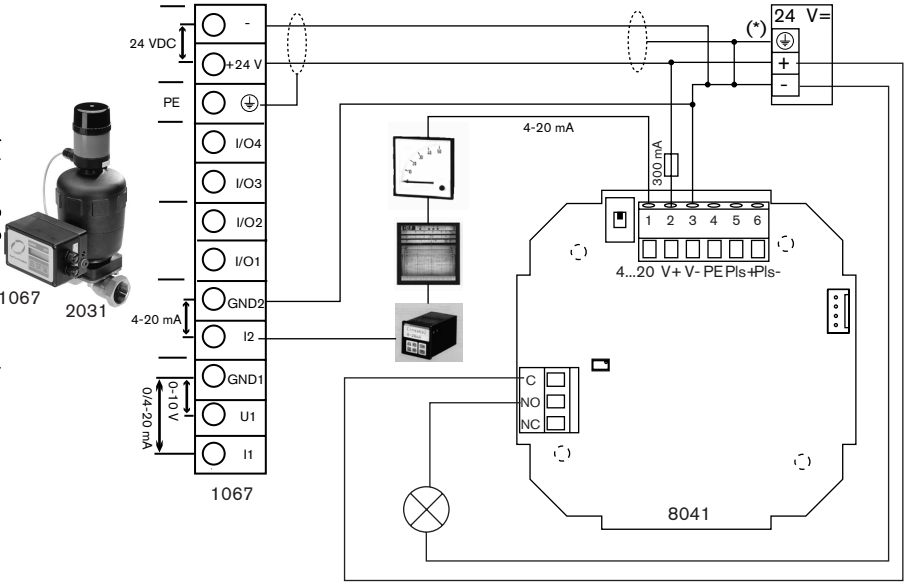 24 VDC
-
+24 V
PE
I/O4
I/O3
I/O2
I/O1
4-20 mA
GND2
I2
GND1
0-10 V
0/4-20 mA
U1
I1
1067
1067
2031
(*)
24 V=
+
-
4-20 mA
300 mA
1 2 3 4 5 6
4...20 V+ V- PE Pls+ Pls-
C
NO
NC
8041